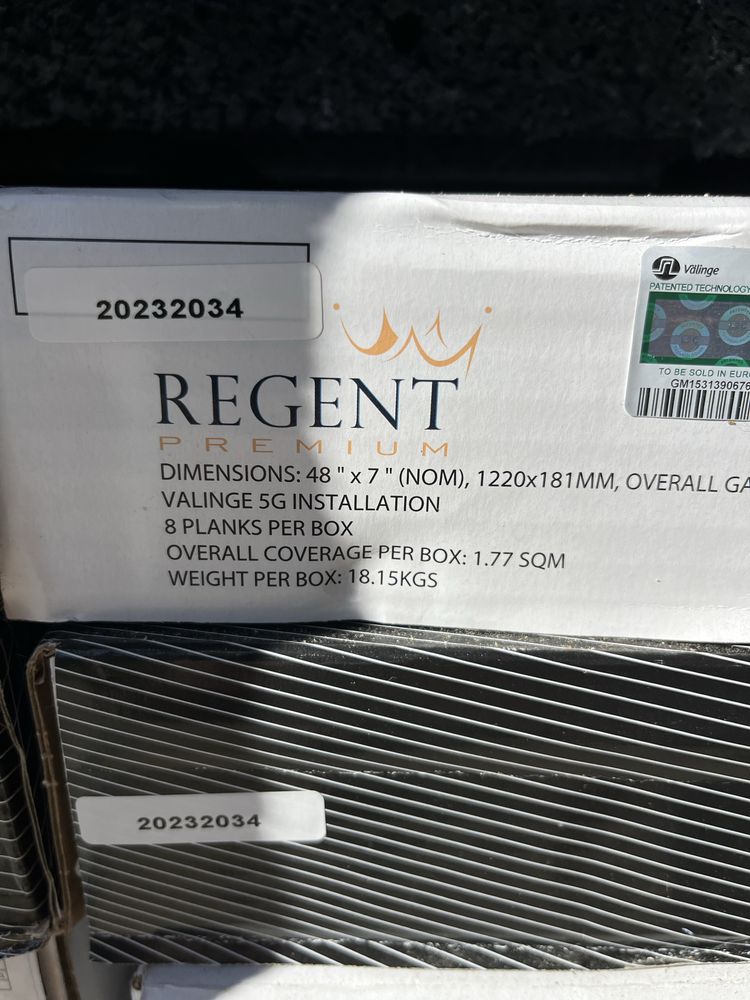 20232034
Välinge
PATENTED TECHNOLOGY
TO BE SOLD IN
GM1531390676
REGENT
PREMIUM
DIMENSIONS: 48 " x 7 " (NOM), 1220x181MM, OVERALL
VALINGE 5G INSTALLATION
8 PLANKS PER BOX
OVERALL COVERAGE PER BOX: 1.77 SQM
WEIGHT PER BOX: 18.15KGS
20232034